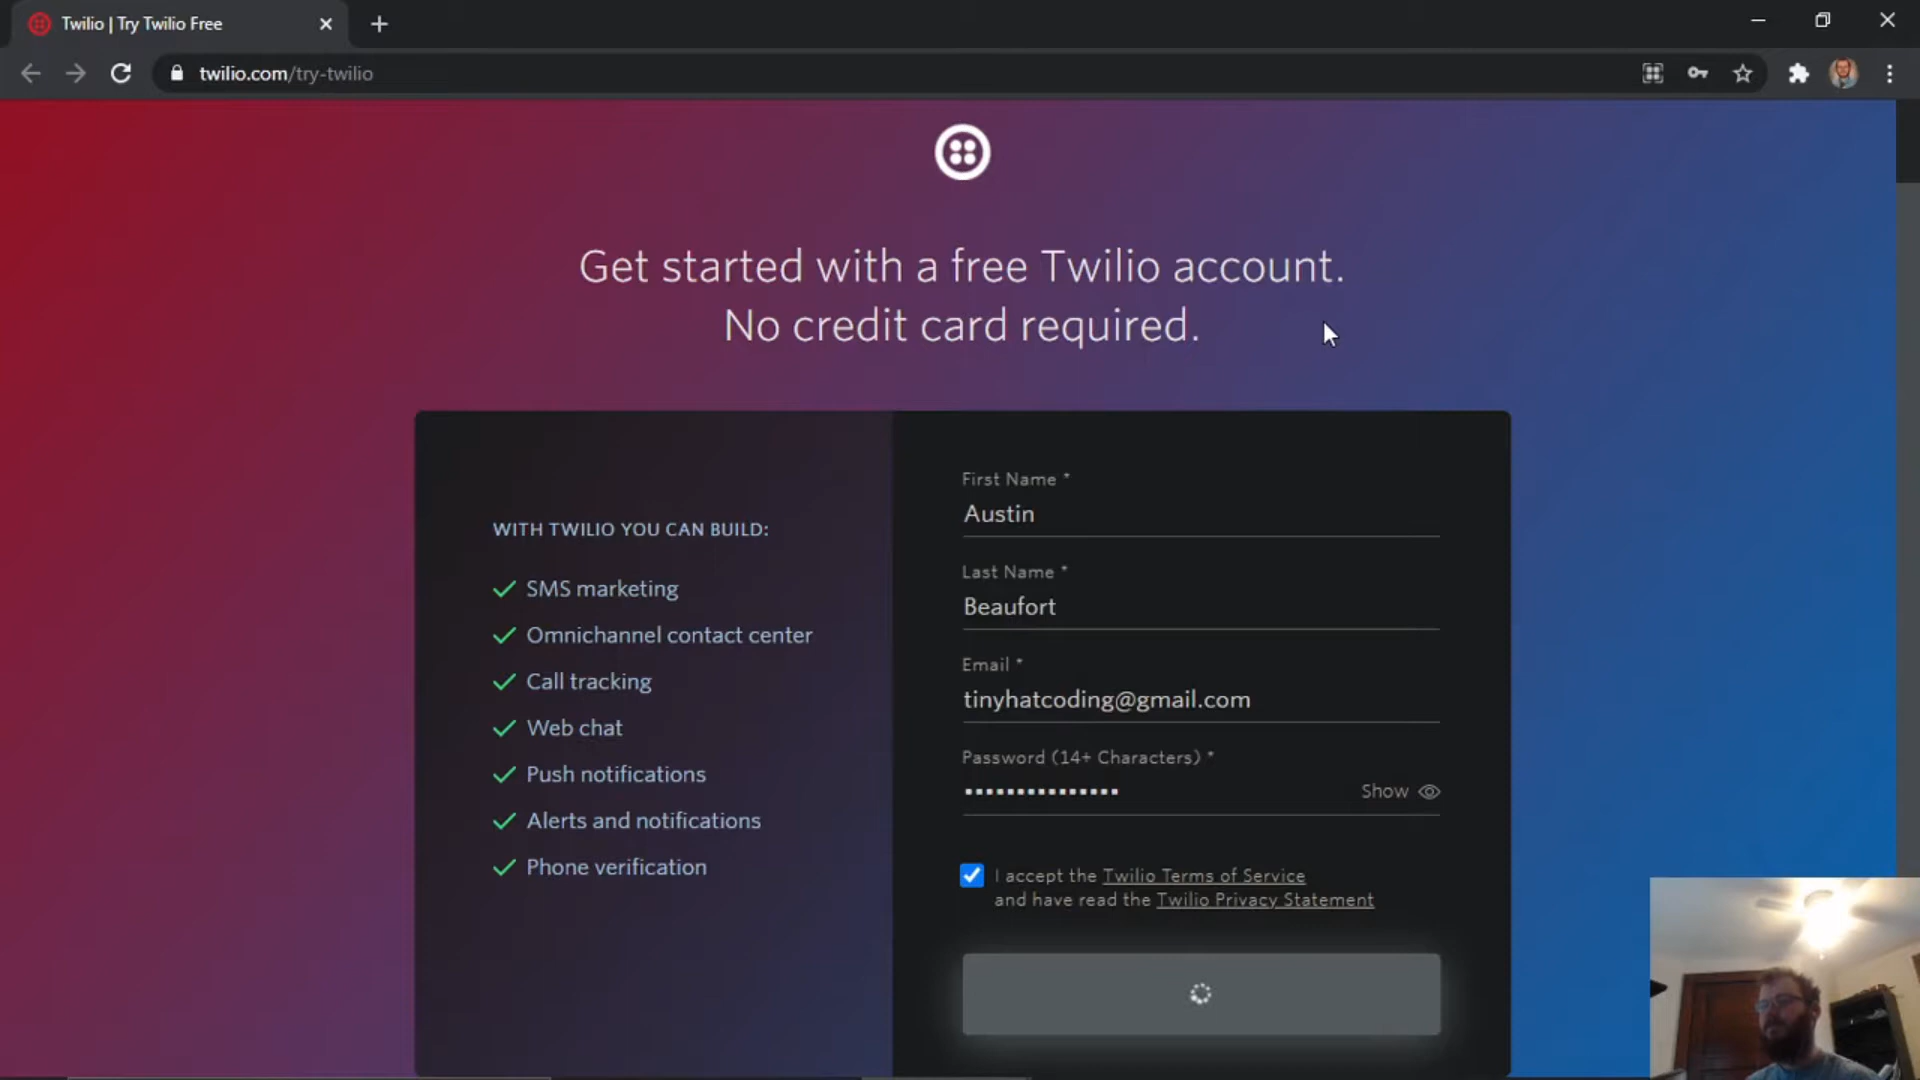 Twilio | Try Twilio Free
twilio.com/try-twilio
Get started with a free Twilio account.
No credit card required.
WITH TWILIO YOU CAN BUILD:
SMS marketing
Omnichannel contact center
Call tracking
Web chat
Push notifications
Alerts and notifications
Phone verification
First Name *
Austin
Last Name *
Beaufort
Email *
tinyhatcoding@gmail.com
Password (14+ Characters) *
•••••••••••••••
Show
I accept the Twilio Terms of Service
and have read the Twilio Privacy Statement